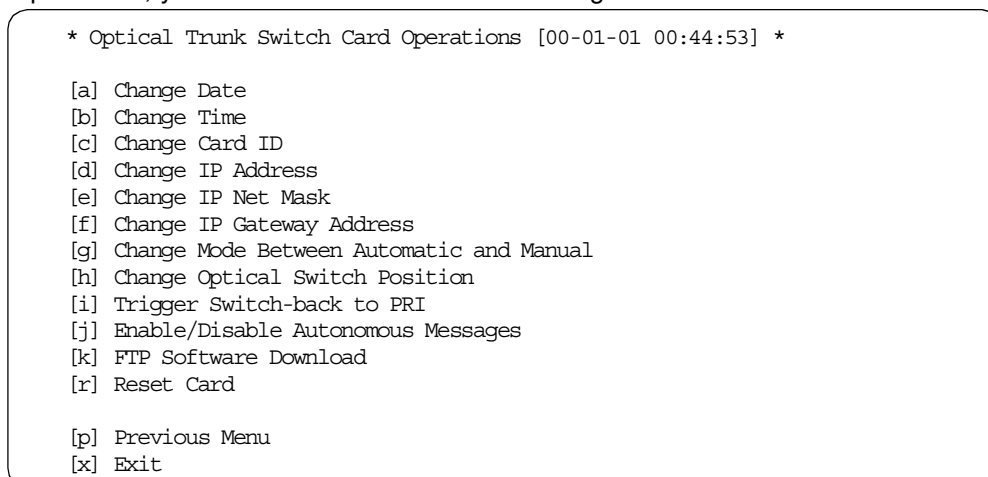 * Optical Trunk Switch Card Operations [00-01-01 00:44:53] *
[a] Change Date
[b] Change Time
[c] Change Card ID
[d] Change IP Address
[e] Change IP Net Mask
[f] Change IP Gateway Address
[g] Change Mode Between Automatic and Manual
[h] Change Optical Switch Position
[i] Trigger Switch-back to PRI
[j] Enable/Disable Autonomous Messages
[k] FTP Software Download
[r] Reset Card
[p] Previous Menu
[x] Exit